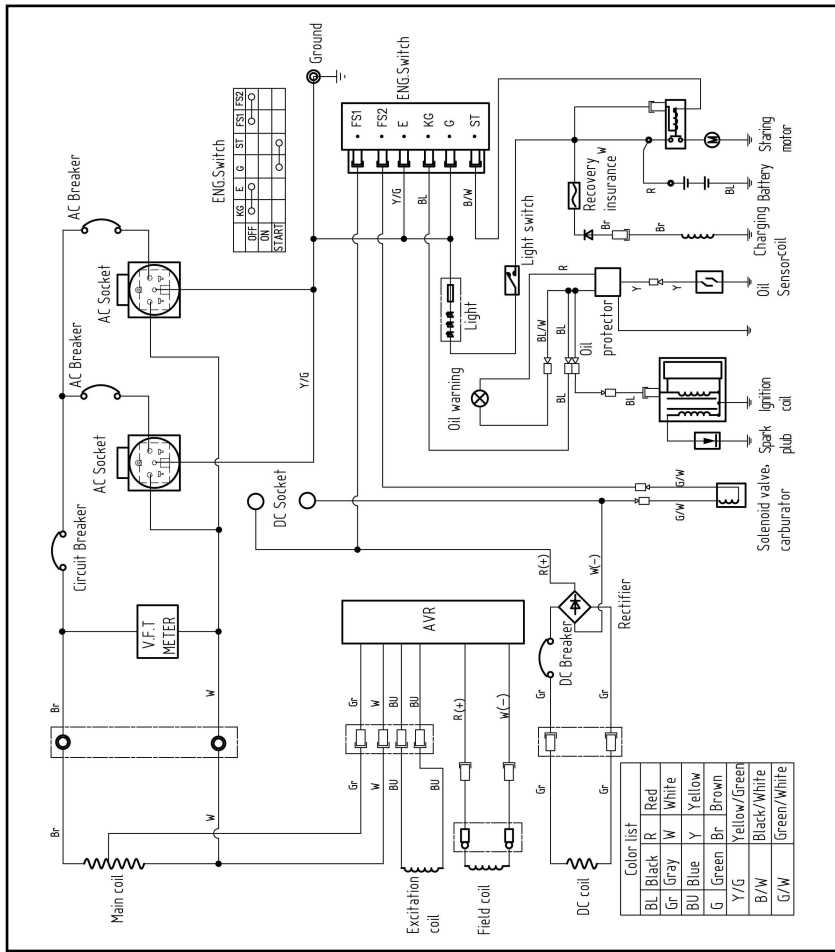 Main coil
Br
W
Br
W
V.F.T
METER
Circuit Breaker
AC Socket
AC Breaker
AC Socket
AC Breaker
Y/G
Ground
ENG.Switch
KG E G ST FS1 FS2
OFF
ON
START
DC Socket
Excitation
coil
Gr
W
BU
BU
Gr
W
BU
BU
AVR
Field coil
R(+)
W(-)
DC coil
Gr
Gr
Gr
Gr
DC Breaker
Rectifier
R(+)
W(-)
ENG.Switch
FS1
FS2
E
KG
G
ST
Y/G
BL
B/W
Light
Light switch
Oil warning
R
BL/W
BL
BL
Oil
protector
Recovery
insurance
W
Br
Br
R
BL
Y
Y
BL
G/W
G/W
Solenoid valve,
carburator
Spark
plub
Ignition
coil
Oil
Sensor
Charging
coil
Battery
Staring
motor
Color list
BL Black R Red
Gr Gray W White
BU Blue Y Yellow
G Green Br Brown
Y/G Yellow/Green
B/W Black/White
G/W Green/White